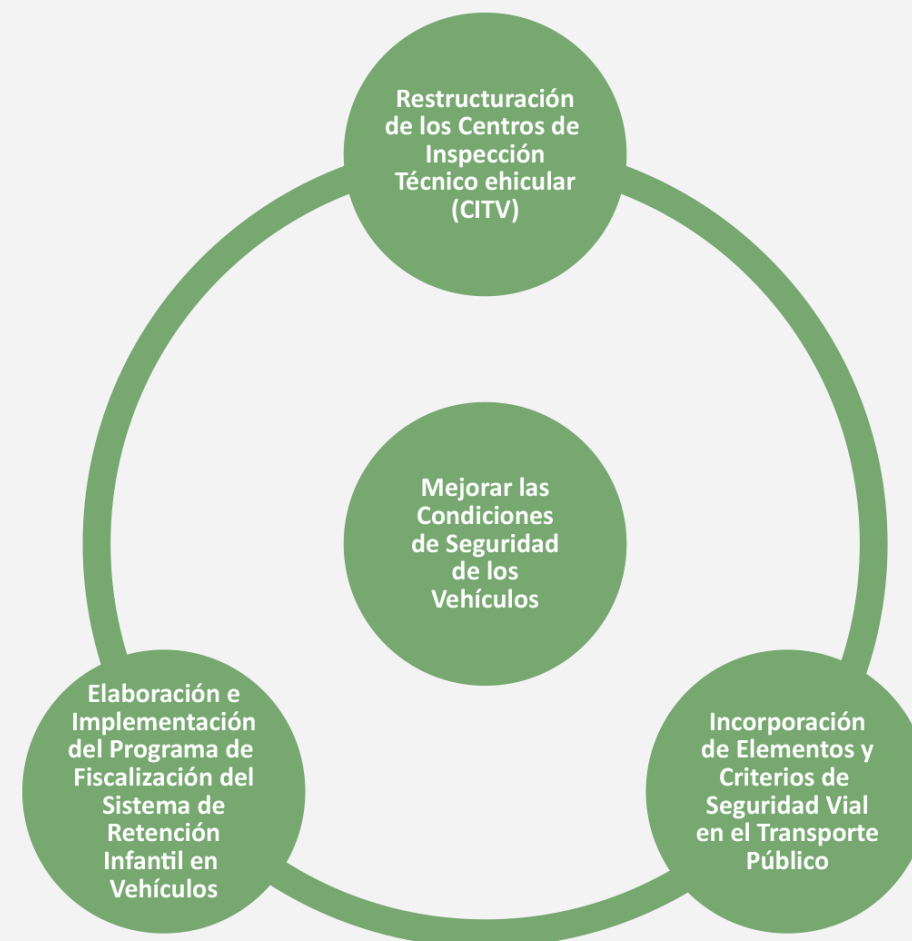 Restructuración
de los Centros de
Inspección
Técnico ehicular
(CITV)
Mejorar las
Condiciones
de Seguridad
de los
Vehículos
Elaboración e
Implementación
del Programa de
Fiscalización del
Sistema de
Retención
Infantil en
Vehículos
Incorporación
de Elementos y
Criterios de
Seguridad Vial
en el Transporte
Público